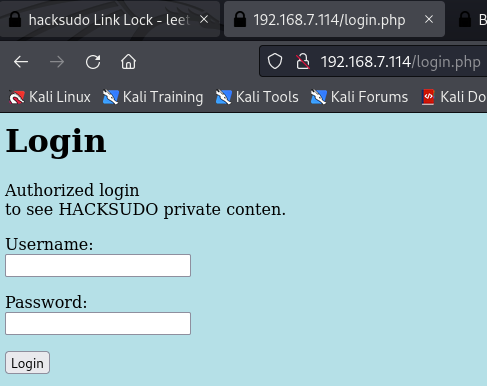 hacksudo Link Lock - leet
192.168.7.114/login.php
192.168.7.114/login.php
Kali Linux Kali Training Kali Tools Kali Forums Kali Do
Login
Authorized login
to see HACKSUDO private conten.
Username:
Password:
Login